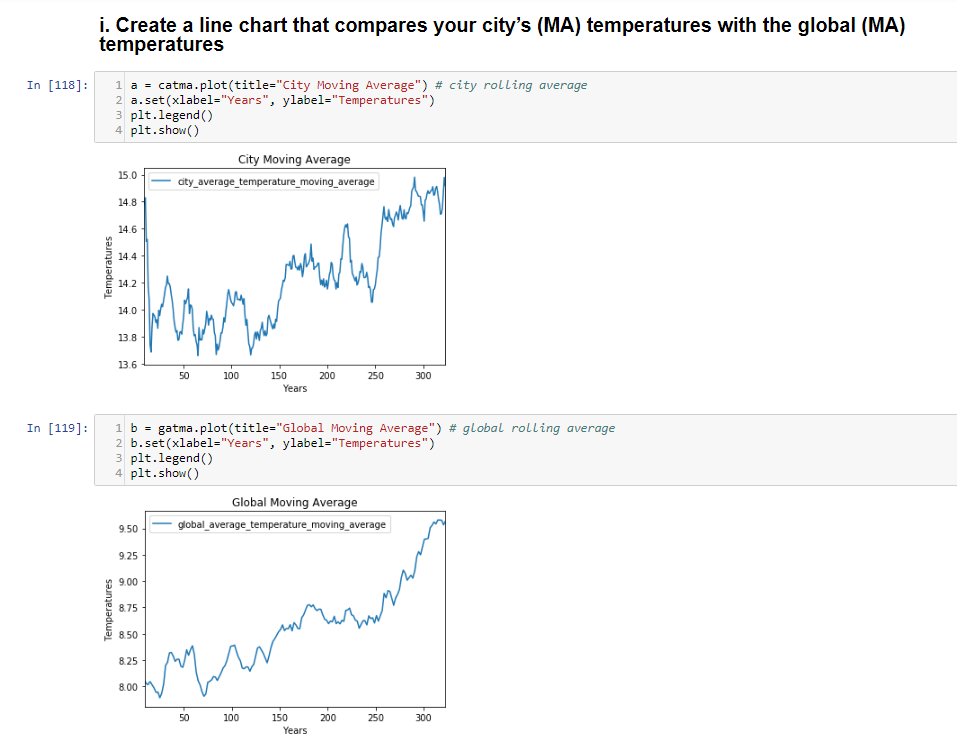 i. Create a line chart that compares your city’s (MA) temperatures with the global (MA)
temperatures
In [118]:
1 a = catma.plot(title="City Moving Average") # city rolling average
2 a.set(xlabel="Years", ylabel="Temperatures")
3 plt.legend()
4 plt.show()
City Moving Average
city_average_temperature_moving_average
15.0
14.8
14.6
14.4
14.2
14.0
13.8
13.6
Temperatures
50 100 150 200 250 300
Years
In [119]:
1 b = gatma.plot(title="Global Moving Average") # global rolling average
2 b.set(xlabel="Years", ylabel="Temperatures")
3 plt.legend()
4 plt.show()
Global Moving Average
global_average_temperature_moving_average
9.50
9.25
9.00
8.75
8.50
8.25
8.00
Temperatures
50 100 150 200 250 300
Years